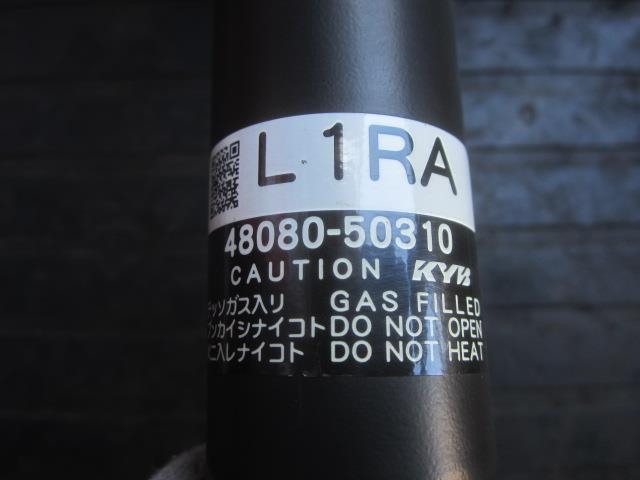 L1RA
48080-50310
CAUTION KYB
ッソガス入リ GAS FILLED
ンカイシナイコト DO NOT OPEN
ニ入レナイコト DO NOT HEAT